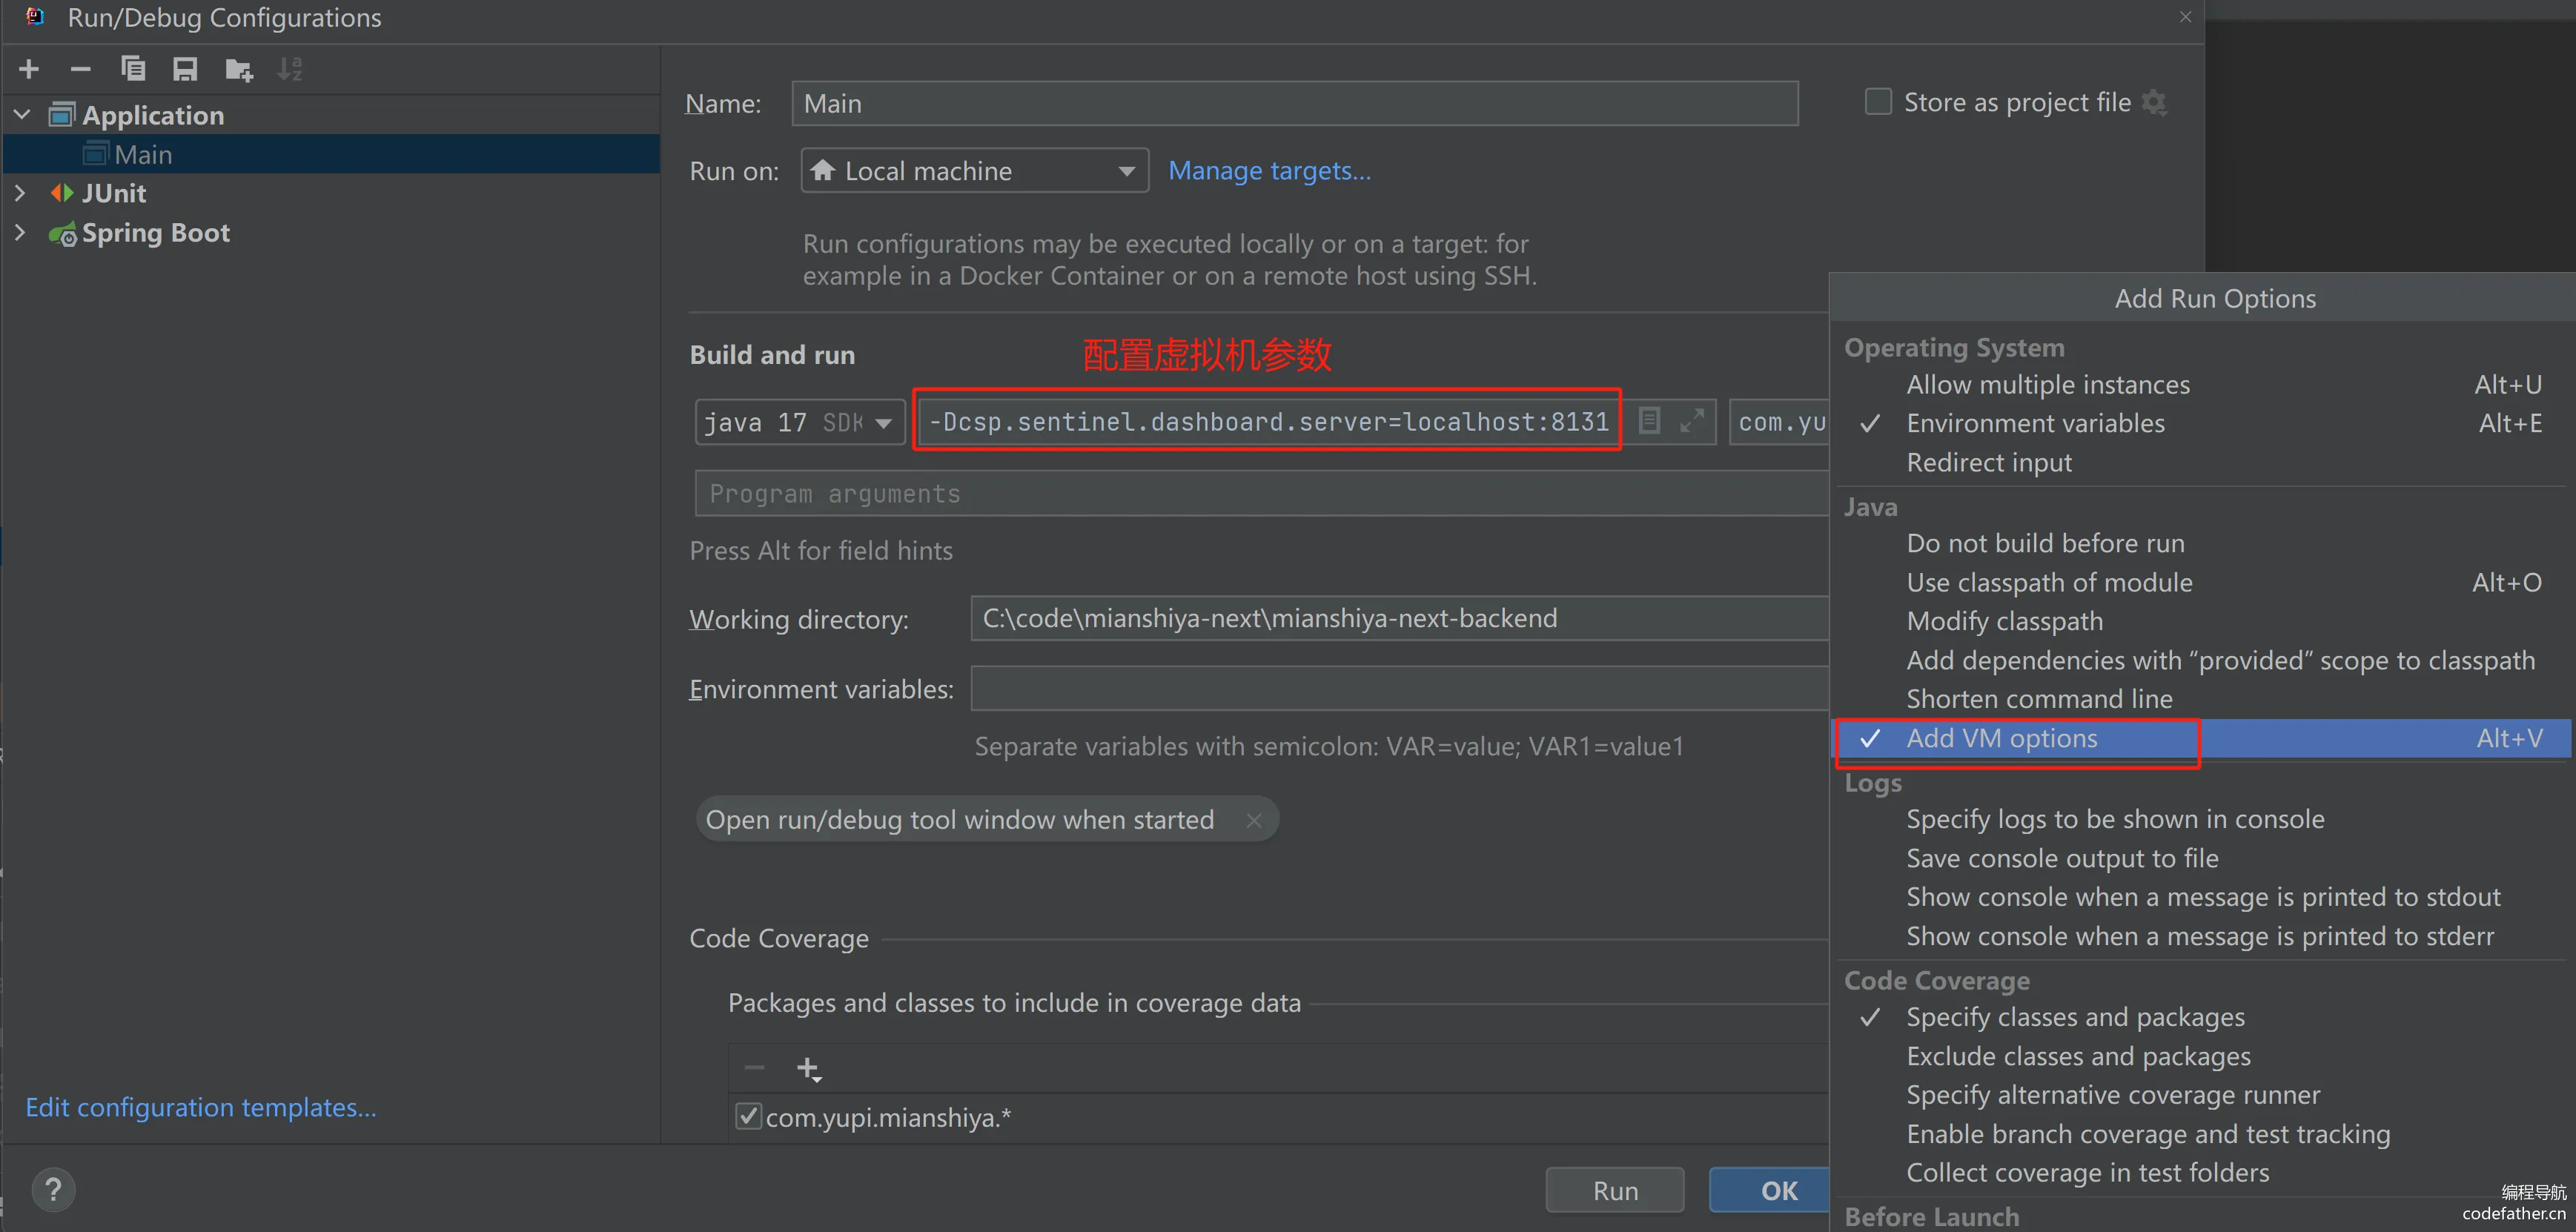 Run/Debug Configurations
Application
Main
JUnit
Spring Boot
Edit configuration templates...
Name:
Main
Store as project file
Run on:
Local machine
Manage targets...
Run configurations may be executed locally or on a target: for
example in a Docker Container or on a remote host using SSH.
Build and run
配置虚拟机参数
java 17 SDK
-Dcsp.sentinel.dashboard.server=localhost:8131
com.yu
Program arguments
Press Alt for field hints
Working directory:
C:\code\mianshiya-next\mianshiya-next-backend
Environment variables:
Separate variables with semicolon: VAR=value; VAR1=value1
Open run/debug tool window when started
Code Coverage
Packages and classes to include in coverage data
com.yupi.mianshiya.*
?
Run
OK
Add Run Options
Operating System
Allow multiple instances Alt+U
Environment variables Alt+E
Redirect input
Java
Do not build before run
Use classpath of module Alt+O
Modify classpath
Add dependencies with “provided” scope to classpath
Shorten command line
Add VM options Alt+V
Logs
Specify logs to be shown in console
Save console output to file
Show console when a message is printed to stdout
Show console when a message is printed to stderr
Code Coverage
Specify classes and packages
Exclude classes and packages
Specify alternative coverage runner
Enable branch coverage and test tracking
Collect coverage in test folders
Before Launch
编程导航
codefather.cn